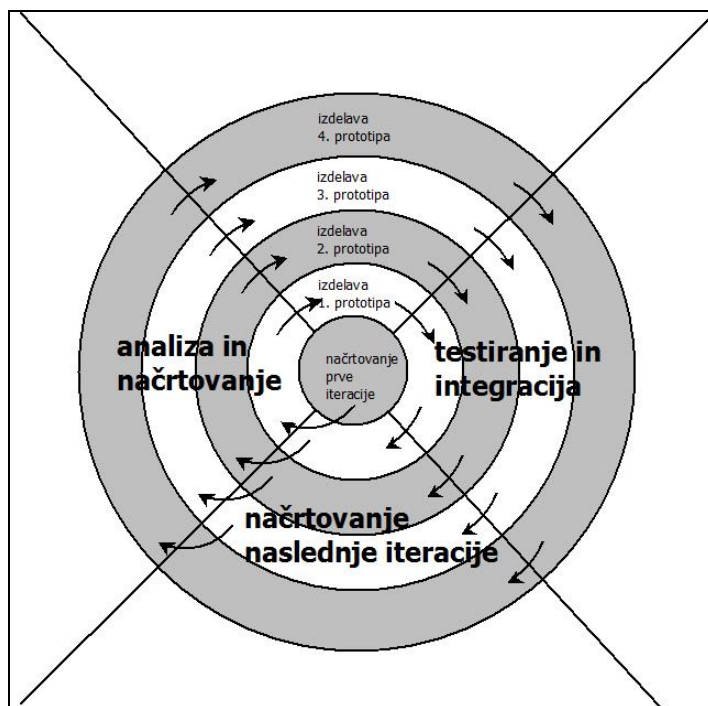 izdelava
4. prototipa
izdelava
3. prototipa
izdelava
2. prototipa
izdelava
1. prototipa
analiza in
načrtovanje
načrtovanje
prve
iteracije
testiranje in
integracija
načrtovanje
naslednje iteracije